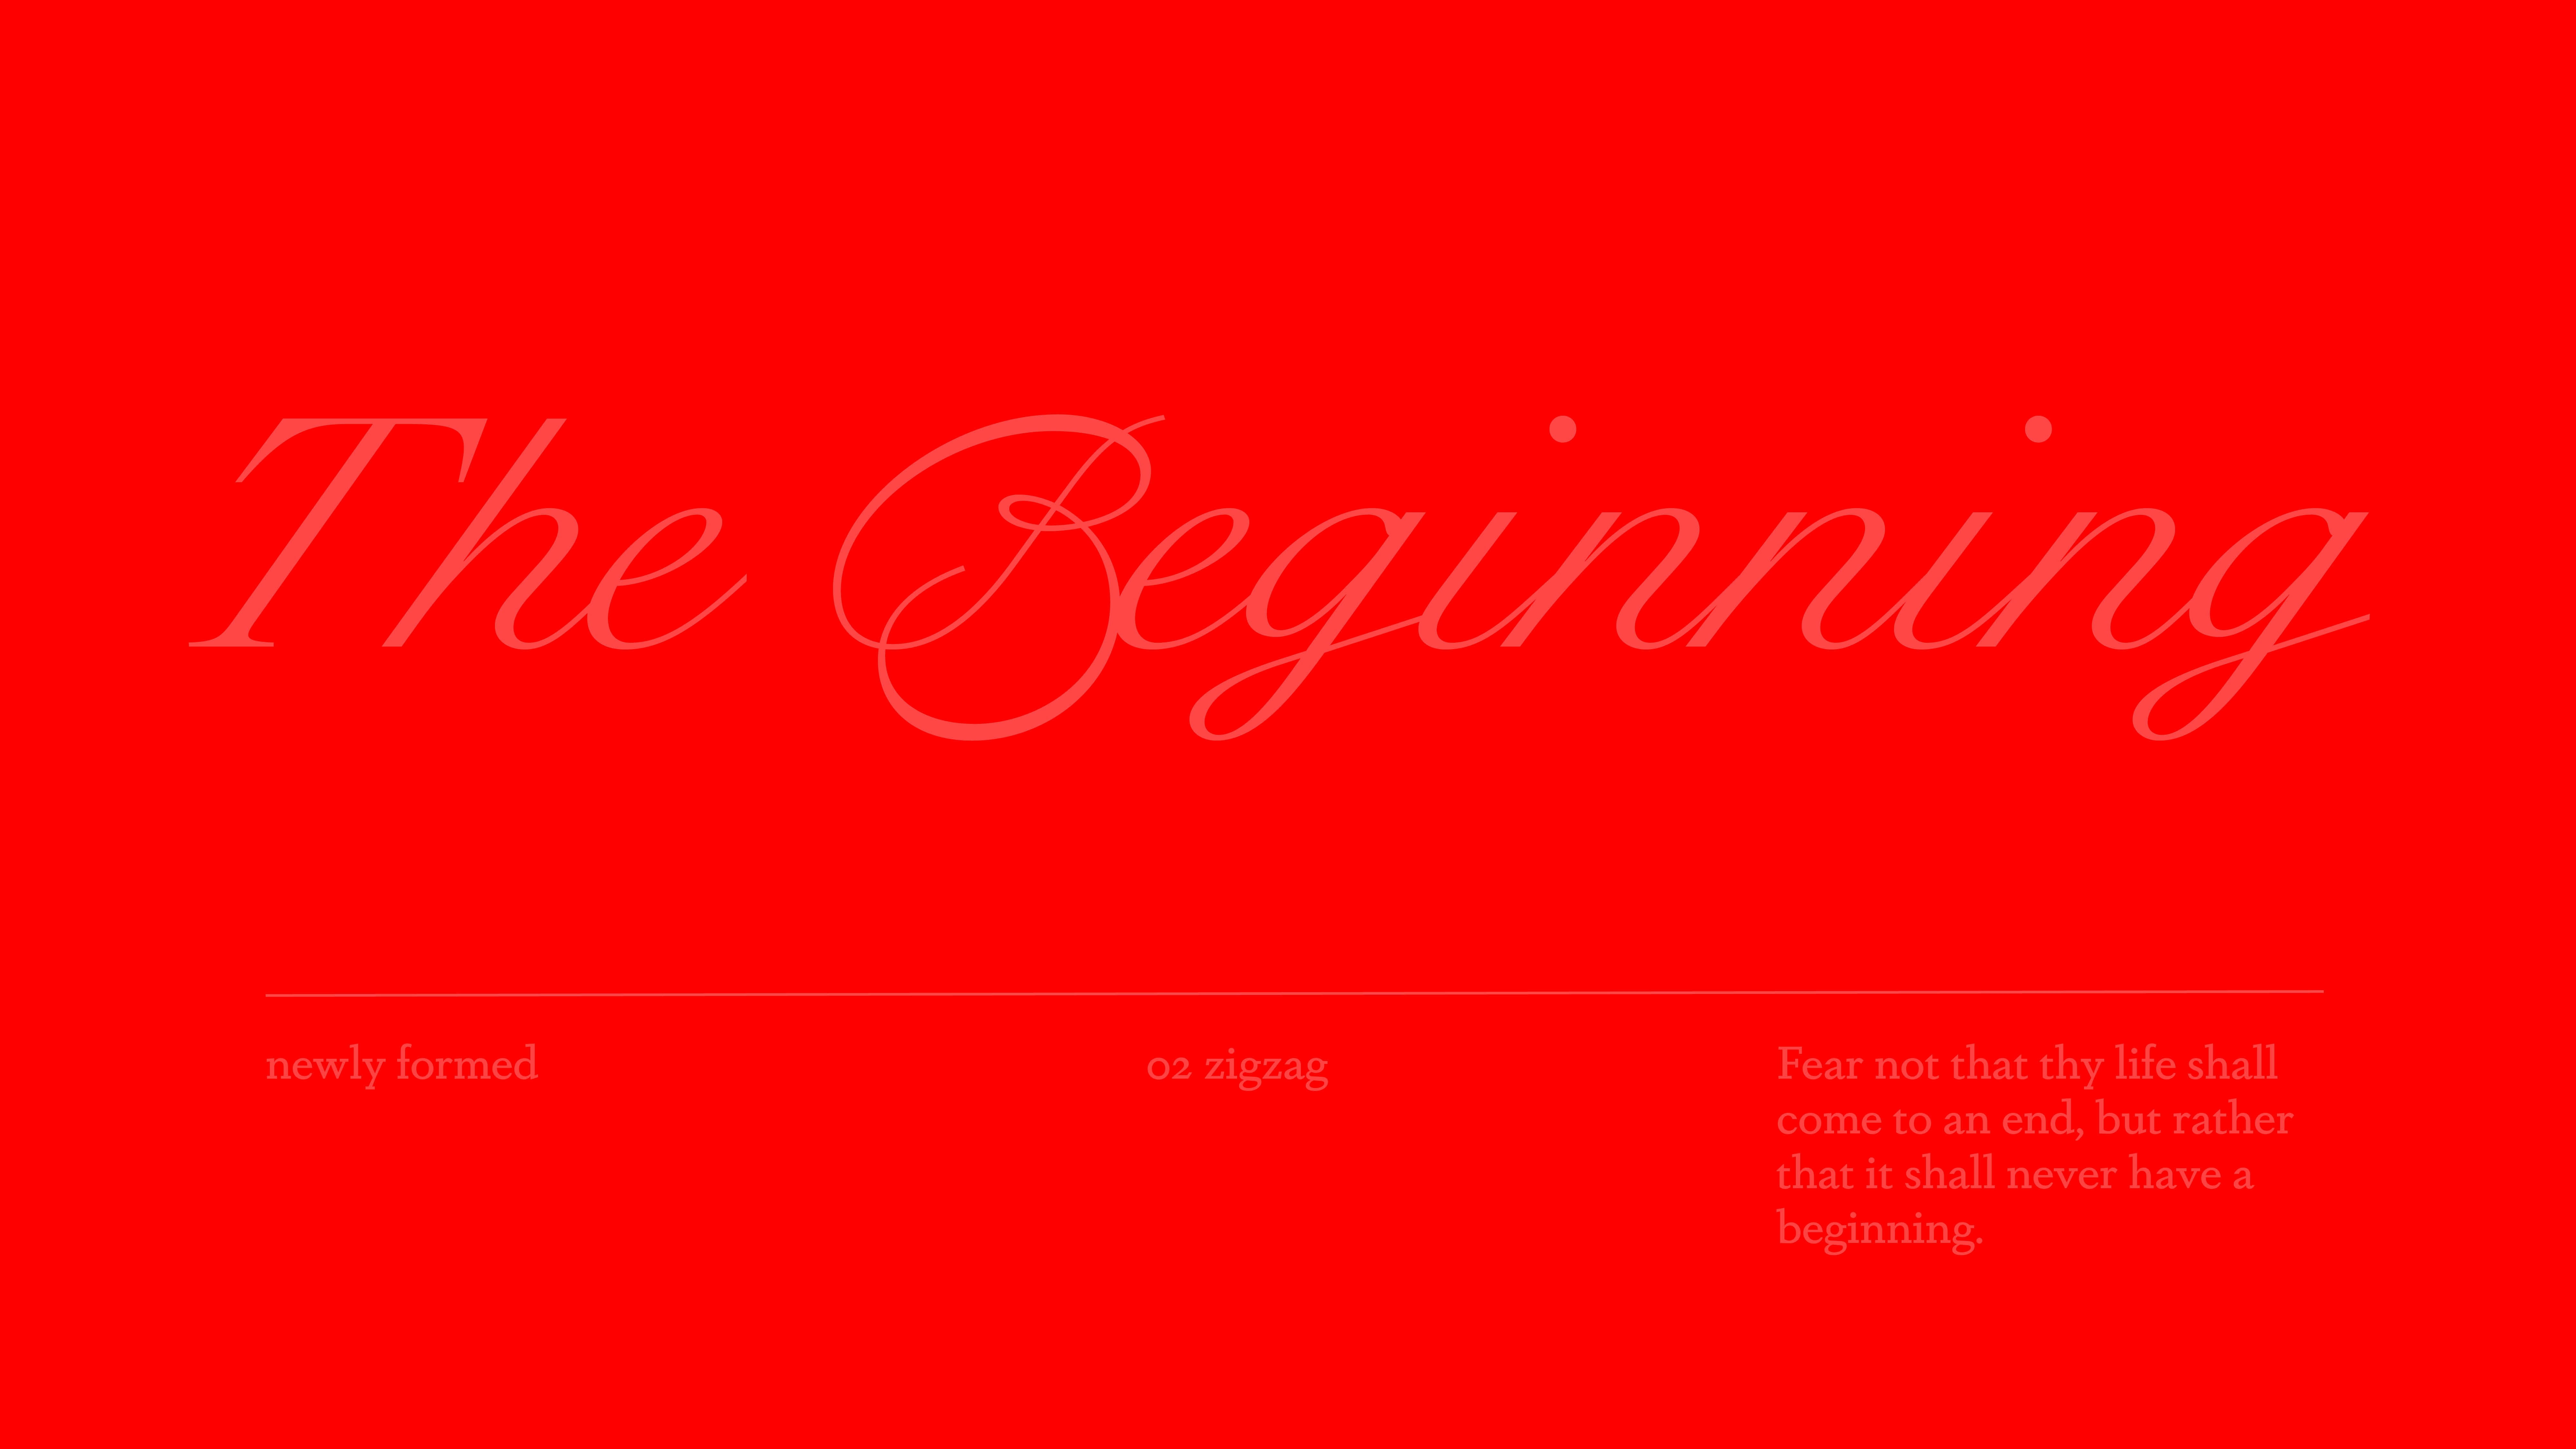 The Beginning
newly formed
02 zigzag
Fear not that thy life shall
come to an end, but rather
that it shall never have a
beginning.